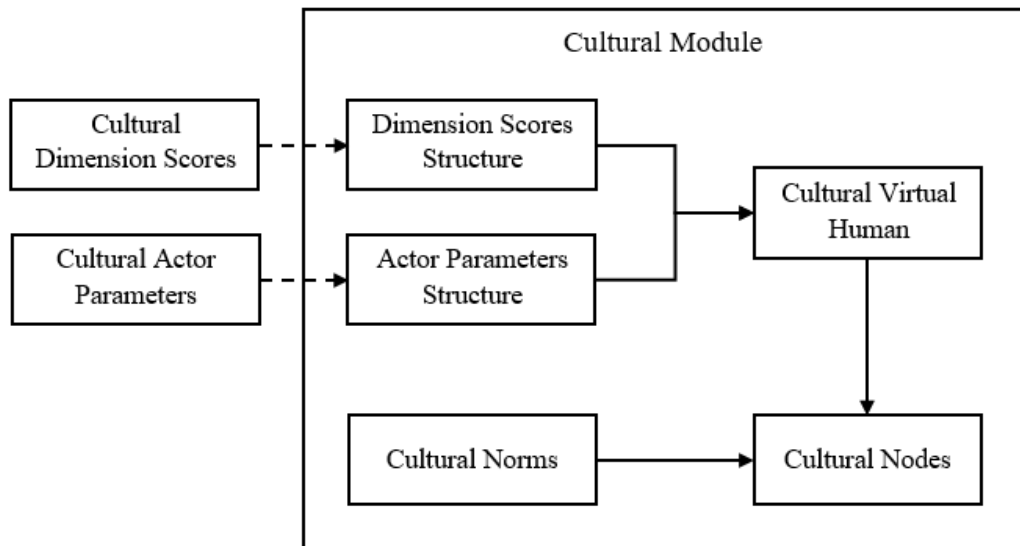 Cultural Module
Cultural
Dimension Scores
Dimension Scores
Structure
Cultural Virtual
Human
Cultural Actor
Parameters
Actor Parameters
Structure
Cultural Norms
Cultural Nodes